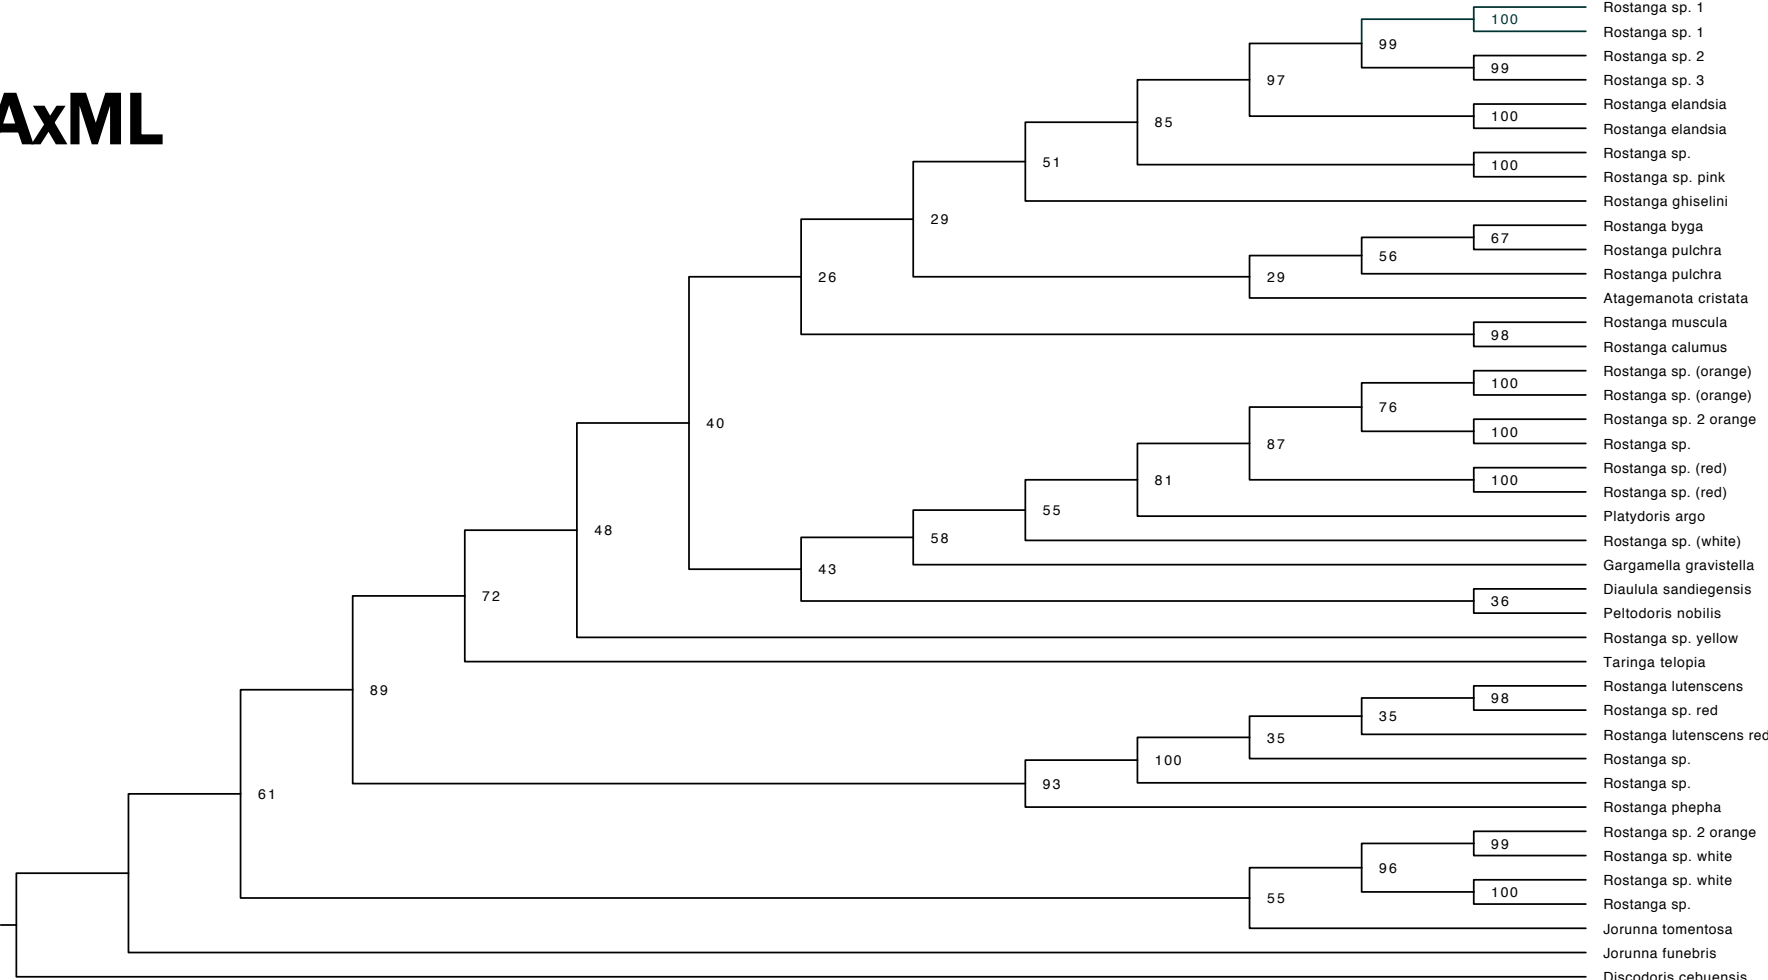 AxML
Rostanga sp. 1
100
Rostanga sp. 1
99
Rostanga sp. 2
99
97
Rostanga sp. 3
Rostanga elandsia
100
85
Rostanga elandsia
Rostanga sp.
100
51
Rostanga sp. pink
Rostanga ghiselini
29
Rostanga byga
67
Rostanga pulchra
56
Rostanga pulchra
26
29
Atagemanota cristata
Rostanga muscula
98
Rostanga calumus
Rostanga sp. (orange)
100
Rostanga sp. (orange)
76
Rostanga sp. 2 orange
40
100
87
Rostanga sp.
Rostanga sp. (red)
81
100
Rostanga sp. (red)
55
Platydoris argo
48
58
Rostanga sp. (white)
Gargamella gravistella
43
Diaulula sandiegensis
72
36
Peltodoris nobilis
Rostanga sp. yellow
Taringa telopia
89
Rostanga lutenscens
98
Rostanga sp. red
35
Rostanga lutenscens red
35
Rostanga sp.
100
Rostanga sp.
93
61
Rostanga phepha
Rostanga sp. 2 orange
99
Rostanga sp. white
96
Rostanga sp. white
100
55
Rostanga sp.
Jorunna tomentosa
Jorunna funebris
Discodoris cebuensis